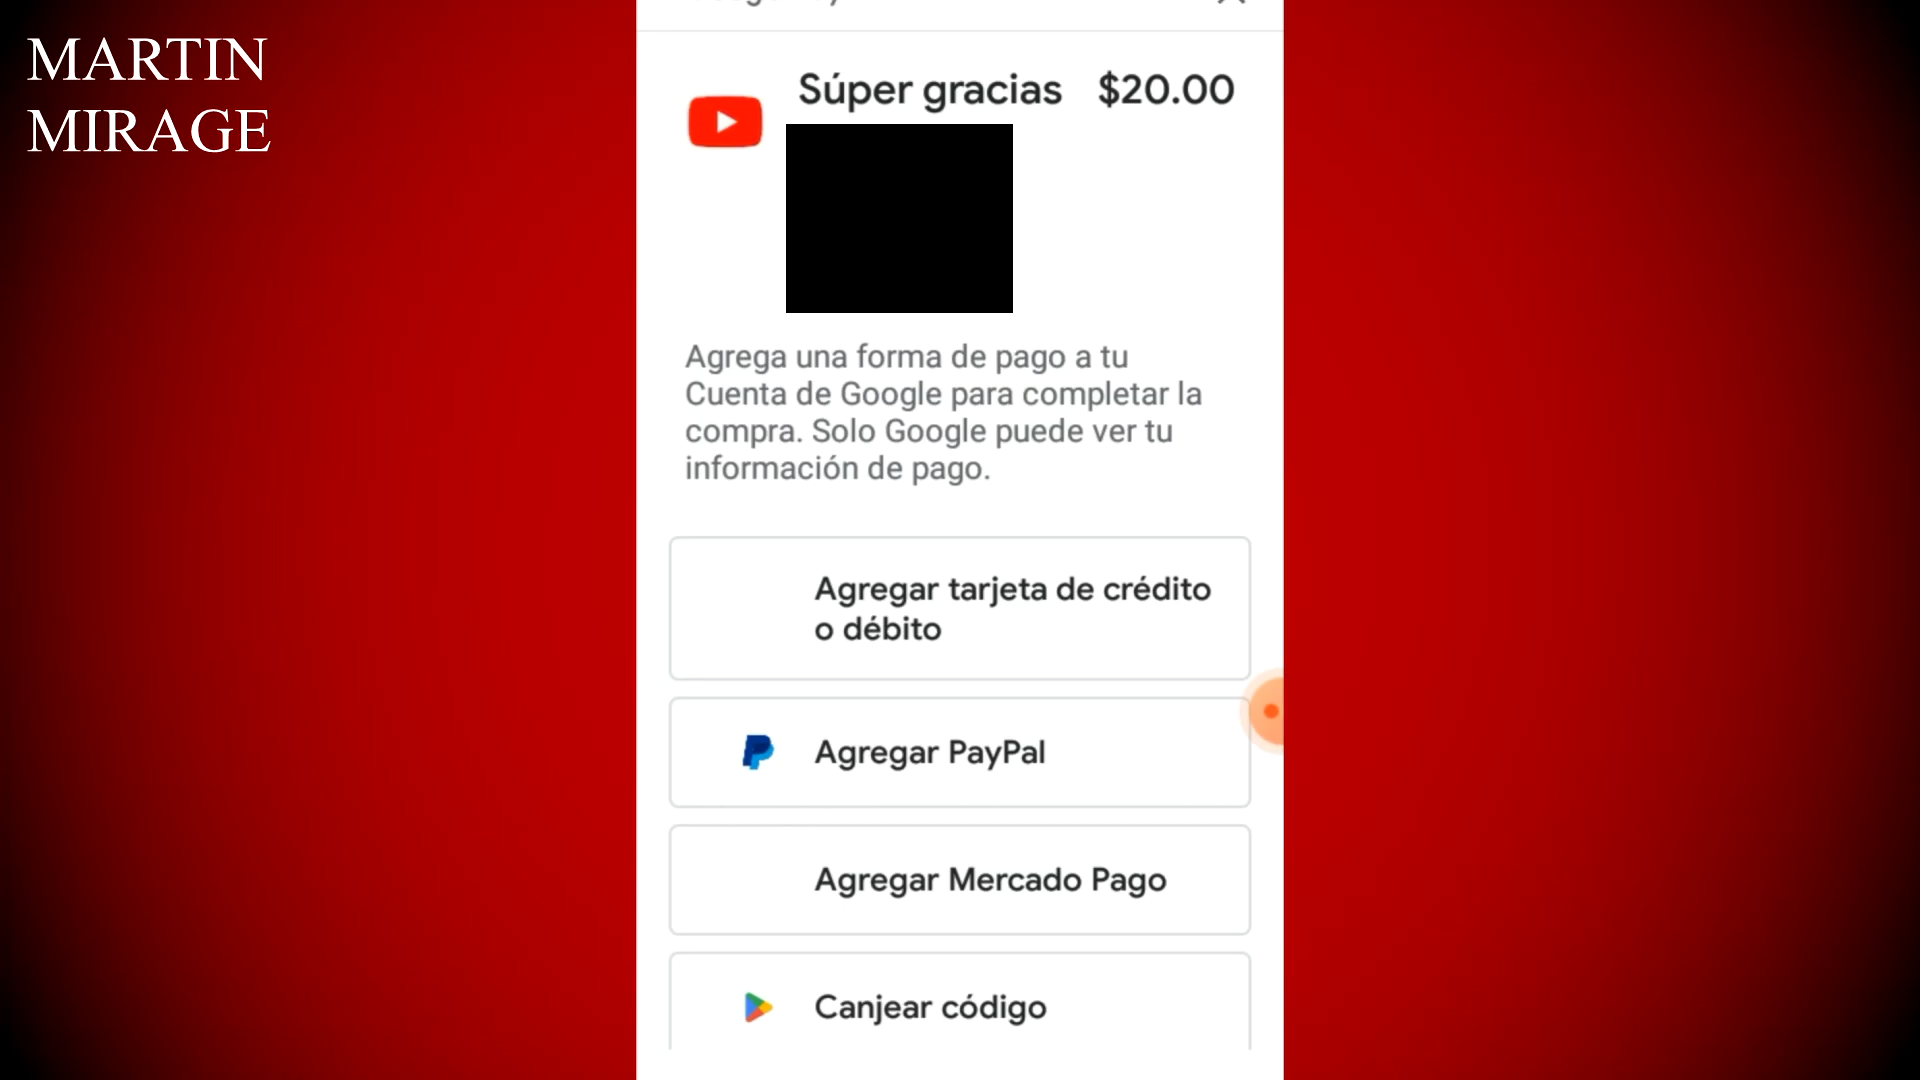 MARTIN
MIRAGE
Súper gracias $20.00
Agrega una forma de pago a tu
Cuenta de Google para completar la
compra. Solo Google puede ver tu
información de pago.
Agregar tarjeta de crédito
o débito
Agregar PayPal
Agregar Mercado Pago
Canjear código